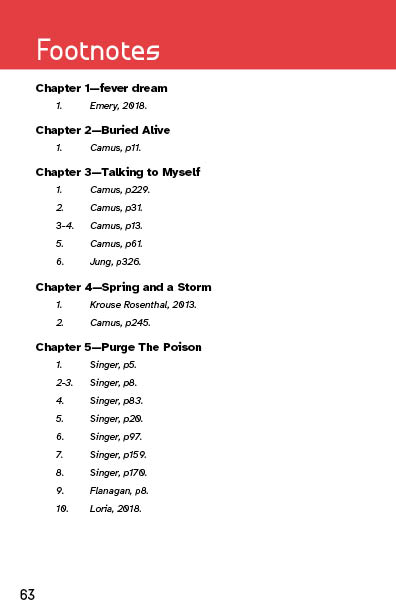 Footnotes
Chapter 1—fever dream
1. Emery, 2018.
Chapter 2—Buried Alive
1. Camus, p11.
Chapter 3—Talking to Myself
1. Camus, p229.
2. Camus, p31.
3-4. Camus, p13.
5. Camus, p61.
6. Jung, p326.
Chapter 4—Spring and a Storm
1. Krouse Rosenthal, 2013.
2. Camus, p245.
Chapter 5—Purge The Poison
1. Singer, p5.
2-3. Singer, p8.
4. Singer, p83.
5. Singer, p20.
6. Singer, p97.
7. Singer, p159.
8. Singer, p170.
9. Flanagan, p8.
10. Loria, 2018.
63